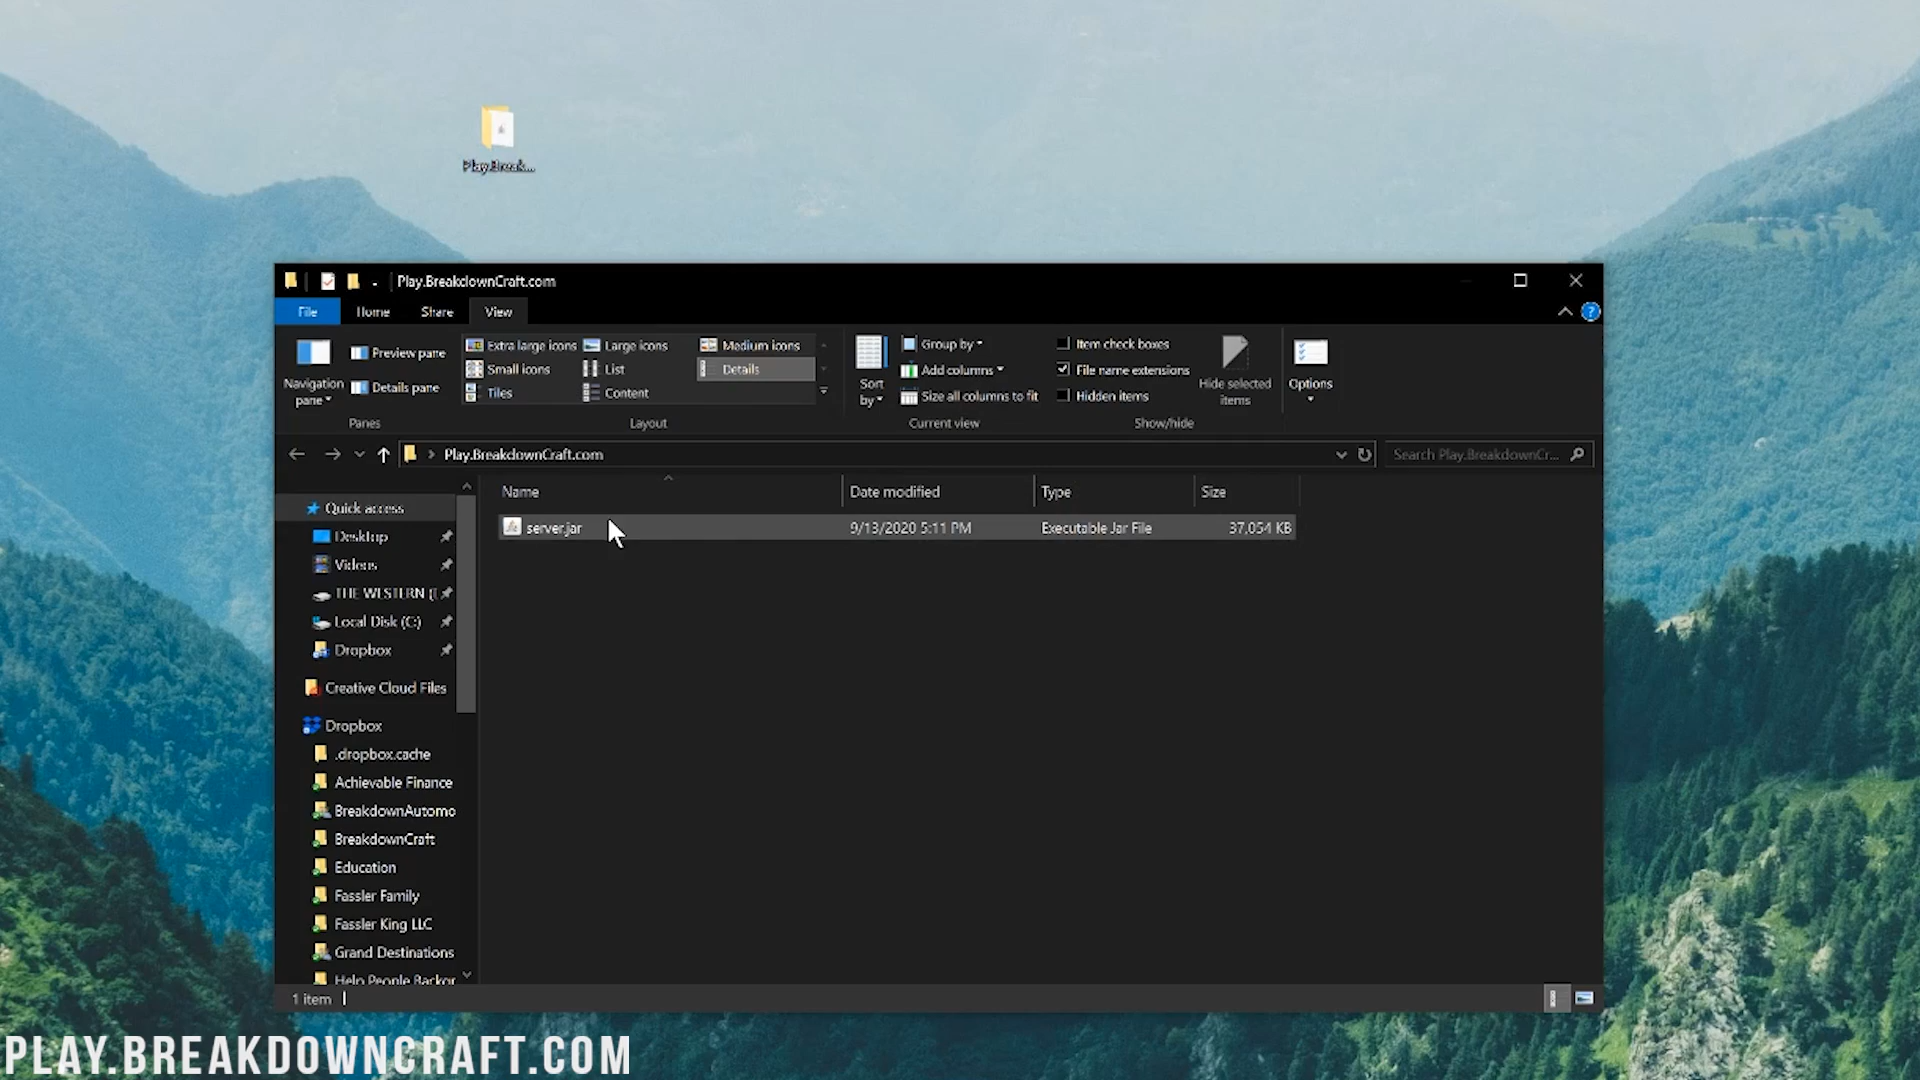 Play.Break...
Play.BreakdownCraft.com
File Home Share View
Navigation pane
Preview pane
Details pane
Panes
Extra large icons Large icons Medium icons
Small icons List Details
Tiles Content
Layout
Sort by
Group by
Add columns
Size all columns to fit
Current view
Item check boxes
File name extensions
Hidden items
Hide selected items
Show/hide
Options
Play.BreakdownCraft.com
Search Play.BreakdownCr...
Name Date modified Type Size
server.jar 9/13/2020 5:11 PM Executable Jar File 37,054 KB
Quick access
Desktop
Videos
THE WESTERN (
Local Disk (C:)
Dropbox
Creative Cloud Files
Dropbox
.dropbox.cache
Achievable Finance
BreakdownAutomo
BreakdownCraft
Education
Fassler Family
Fassler King LLC
Grand Destinations
Help People Backgr
1 item
PLAY.BREAKDOWNCRAFT.COM